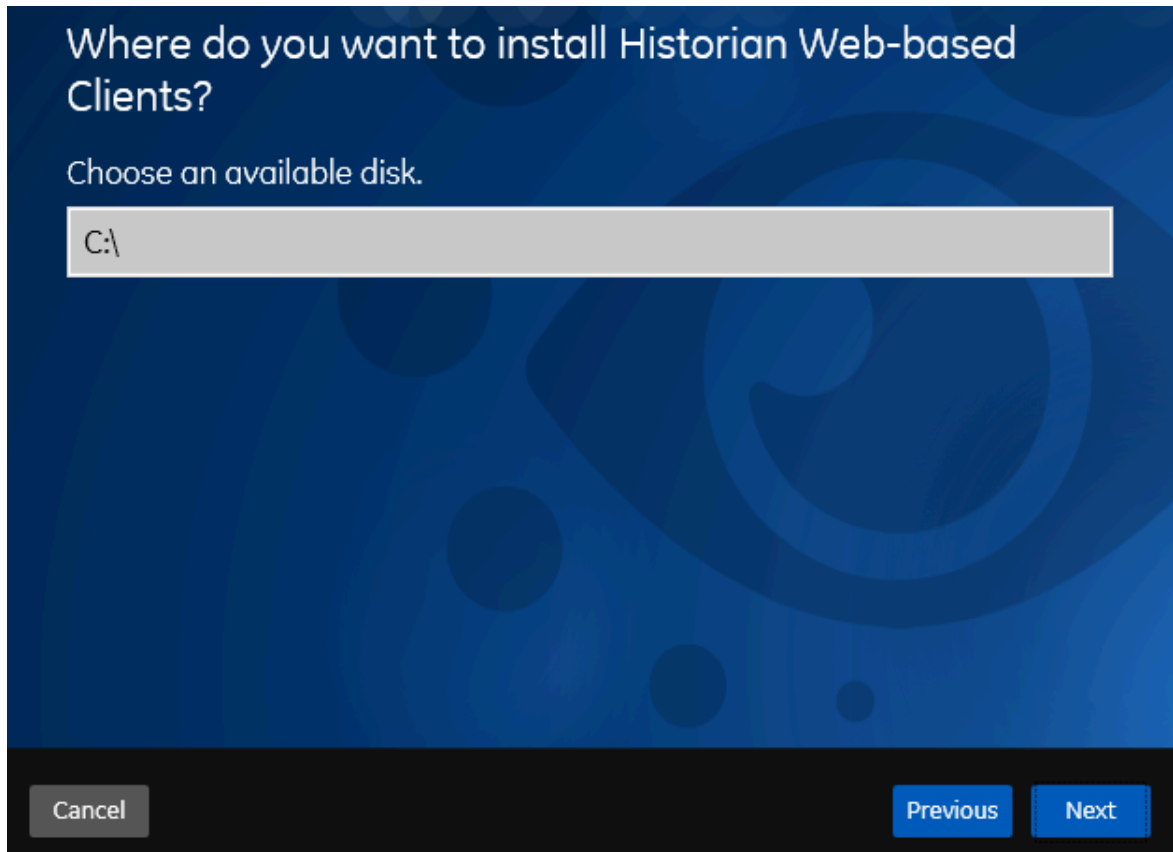 Where do you want to install Historian Web-based
Clients?
Choose an available disk.
C:\
Cancel
Previous
Next